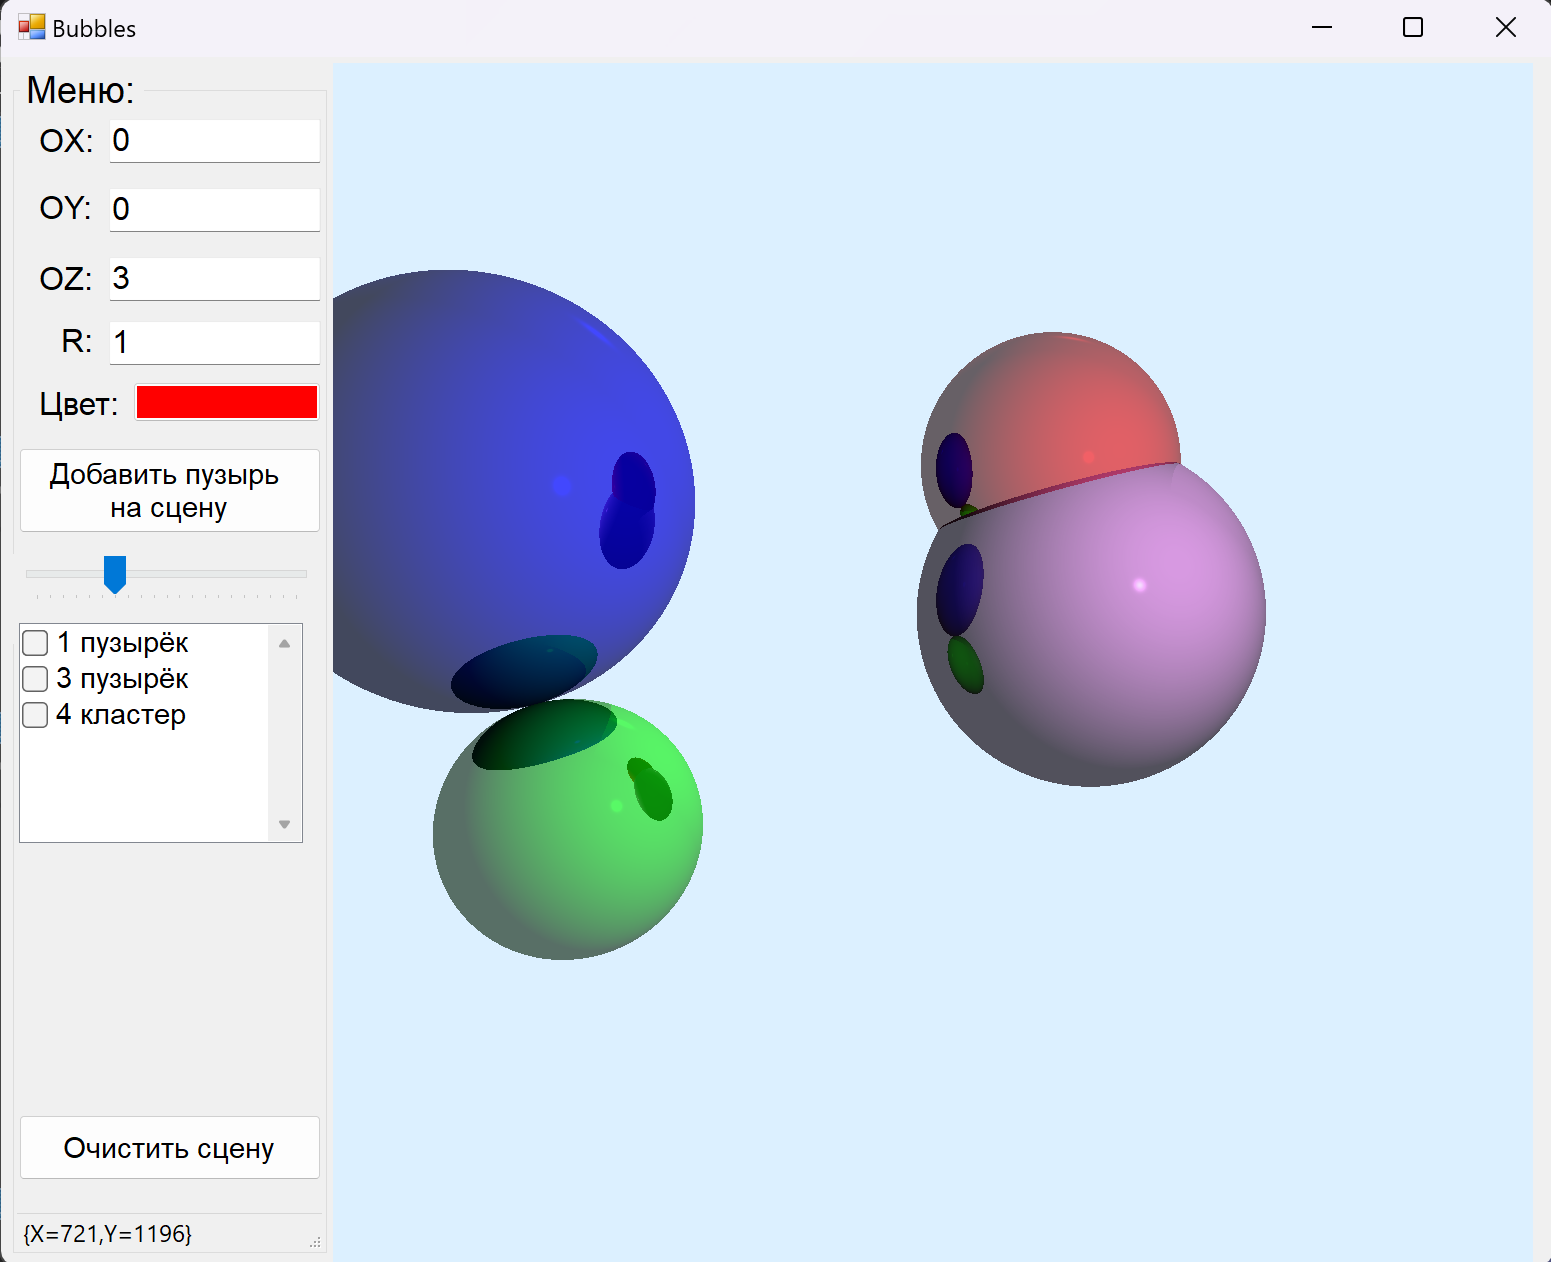 Bubbles
Меню:
OX: 0
OY: 0
OZ: 3
R: 1
Цвет:
Добавить пузырь
на сцену
1 пузырёк
3 пузырёк
4 кластер
Очистить сцену
{X=721,Y=1196}